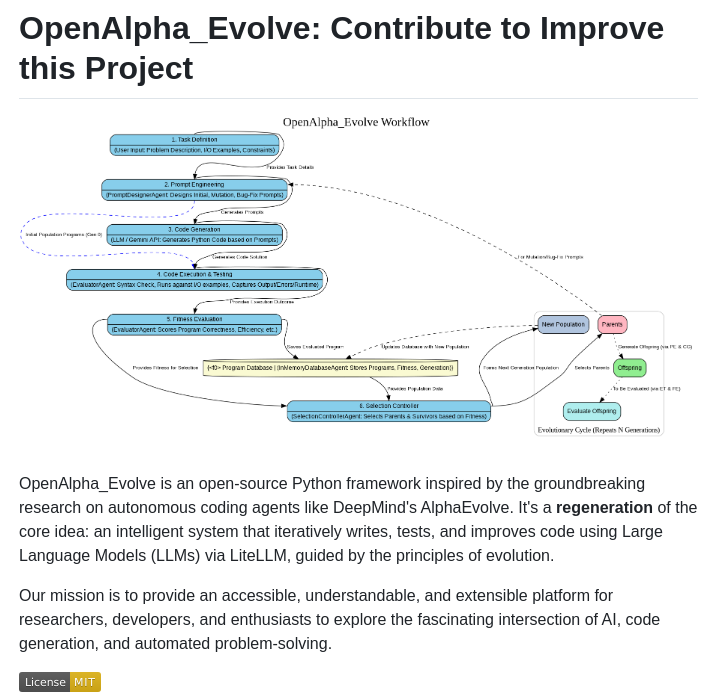 OpenAlpha_Evolve: Contribute to Improve
this Project
OpenAlpha_Evolve Workflow
1. Task Definition
(User Input: Problem Description, I/O Examples, Constraints)
Provides Task Details
2. Prompt Engineering
(PromptDesignerAgent: Designs Initial, Mutation, Bug-Fix Prompts)
Generates Prompts
Initial Population Programs (Gen 0)
3. Code Generation
(LLM / Gemini API: Generates Python Code based on Prompts)
Generates Code Solution
For Mutation/Bug-Fix Prompts
4. Code Execution & Testing
(EvaluatorAgent: Syntax Check, Runs against I/O examples, Captures Output/Errors/Runtime)
Provides Execution Outcome
5. Fitness Evaluation
(EvaluatorAgent: Scores Program Correctness, Efficiency, etc.)
New Population
Parents
Saves Evaluated Program
Updates Database with New Population
Generate Offspring (via PE & CG)
Provides Fitness for Selection
{<f0> Program Database | (InMemoryDatabaseAgent: Stores Programs, Fitness, Generation)}
Forms Next Generation Population
Selects Parents
Offspring
Provides Population Data
To Be Evaluated (via ET & FE)
6. Selection Controller
(SelectionControllerAgent: Selects Parents & Survivors based on Fitness)
Evaluate Offspring
Evolutionary Cycle (Repeats N Generations)
OpenAlpha_Evolve is an open-source Python framework inspired by the groundbreaking
research on autonomous coding agents like DeepMind's AlphaEvolve. It's a regeneration of the
core idea: an intelligent system that iteratively writes, tests, and improves code using Large
Language Models (LLMs) via LiteLLM, guided by the principles of evolution.
Our mission is to provide an accessible, understandable, and extensible platform for
researchers, developers, and enthusiasts to explore the fascinating intersection of AI, code
generation, and automated problem-solving.
License MIT